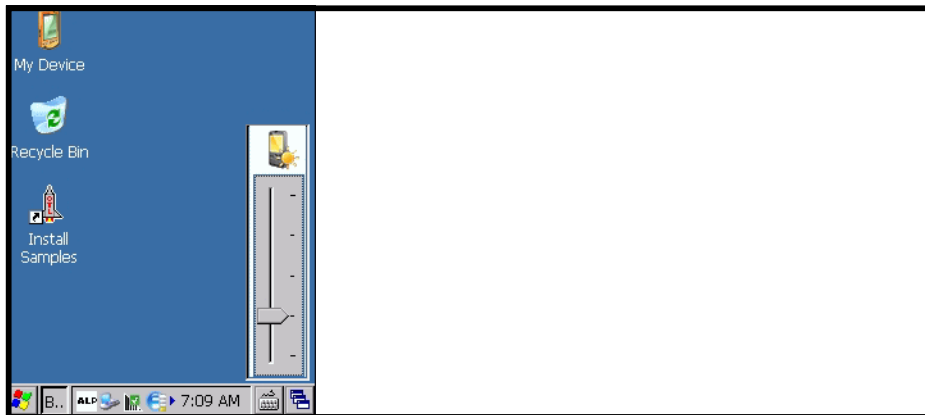 My Device
Recycle Bin
Install
Samples
B..
ALP
7:09 AM